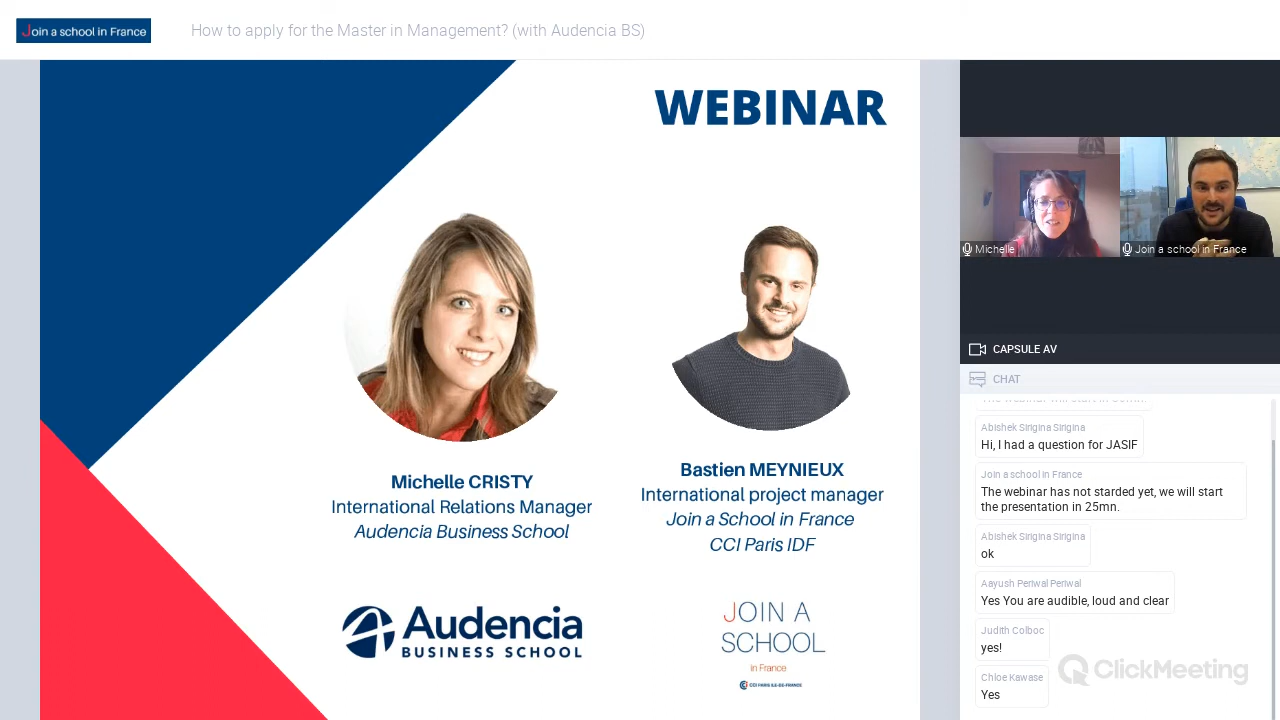 Join a school in France
How to apply for the Master in Management? (with Audencia BS)
WEBINAR
Michelle CRISTY
International Relations Manager
Audencia Business School
Bastien MEYNIEUX
International project manager
Join a School in France
CCI Paris IDF
Audencia
BUSINESS SCHOOL
JOIN A
SCHOOL
in France
CCI PARIS ILE-DE-FRANCE
Michelle
Join a school in France
CAPSULE AV
CHAT
Abishek Sirigina Sirigina
Hi, I had a question for JASIF
Join a school in France
The webinar has not starded yet, we will start
the presentation in 25mn.
Abishek Sirigina Sirigina
ok
Aayush Periwal Periwal
Yes You are audible, loud and clear
Judith Colboc
yes!
Chloe Kawase
Yes
ClickMeeting